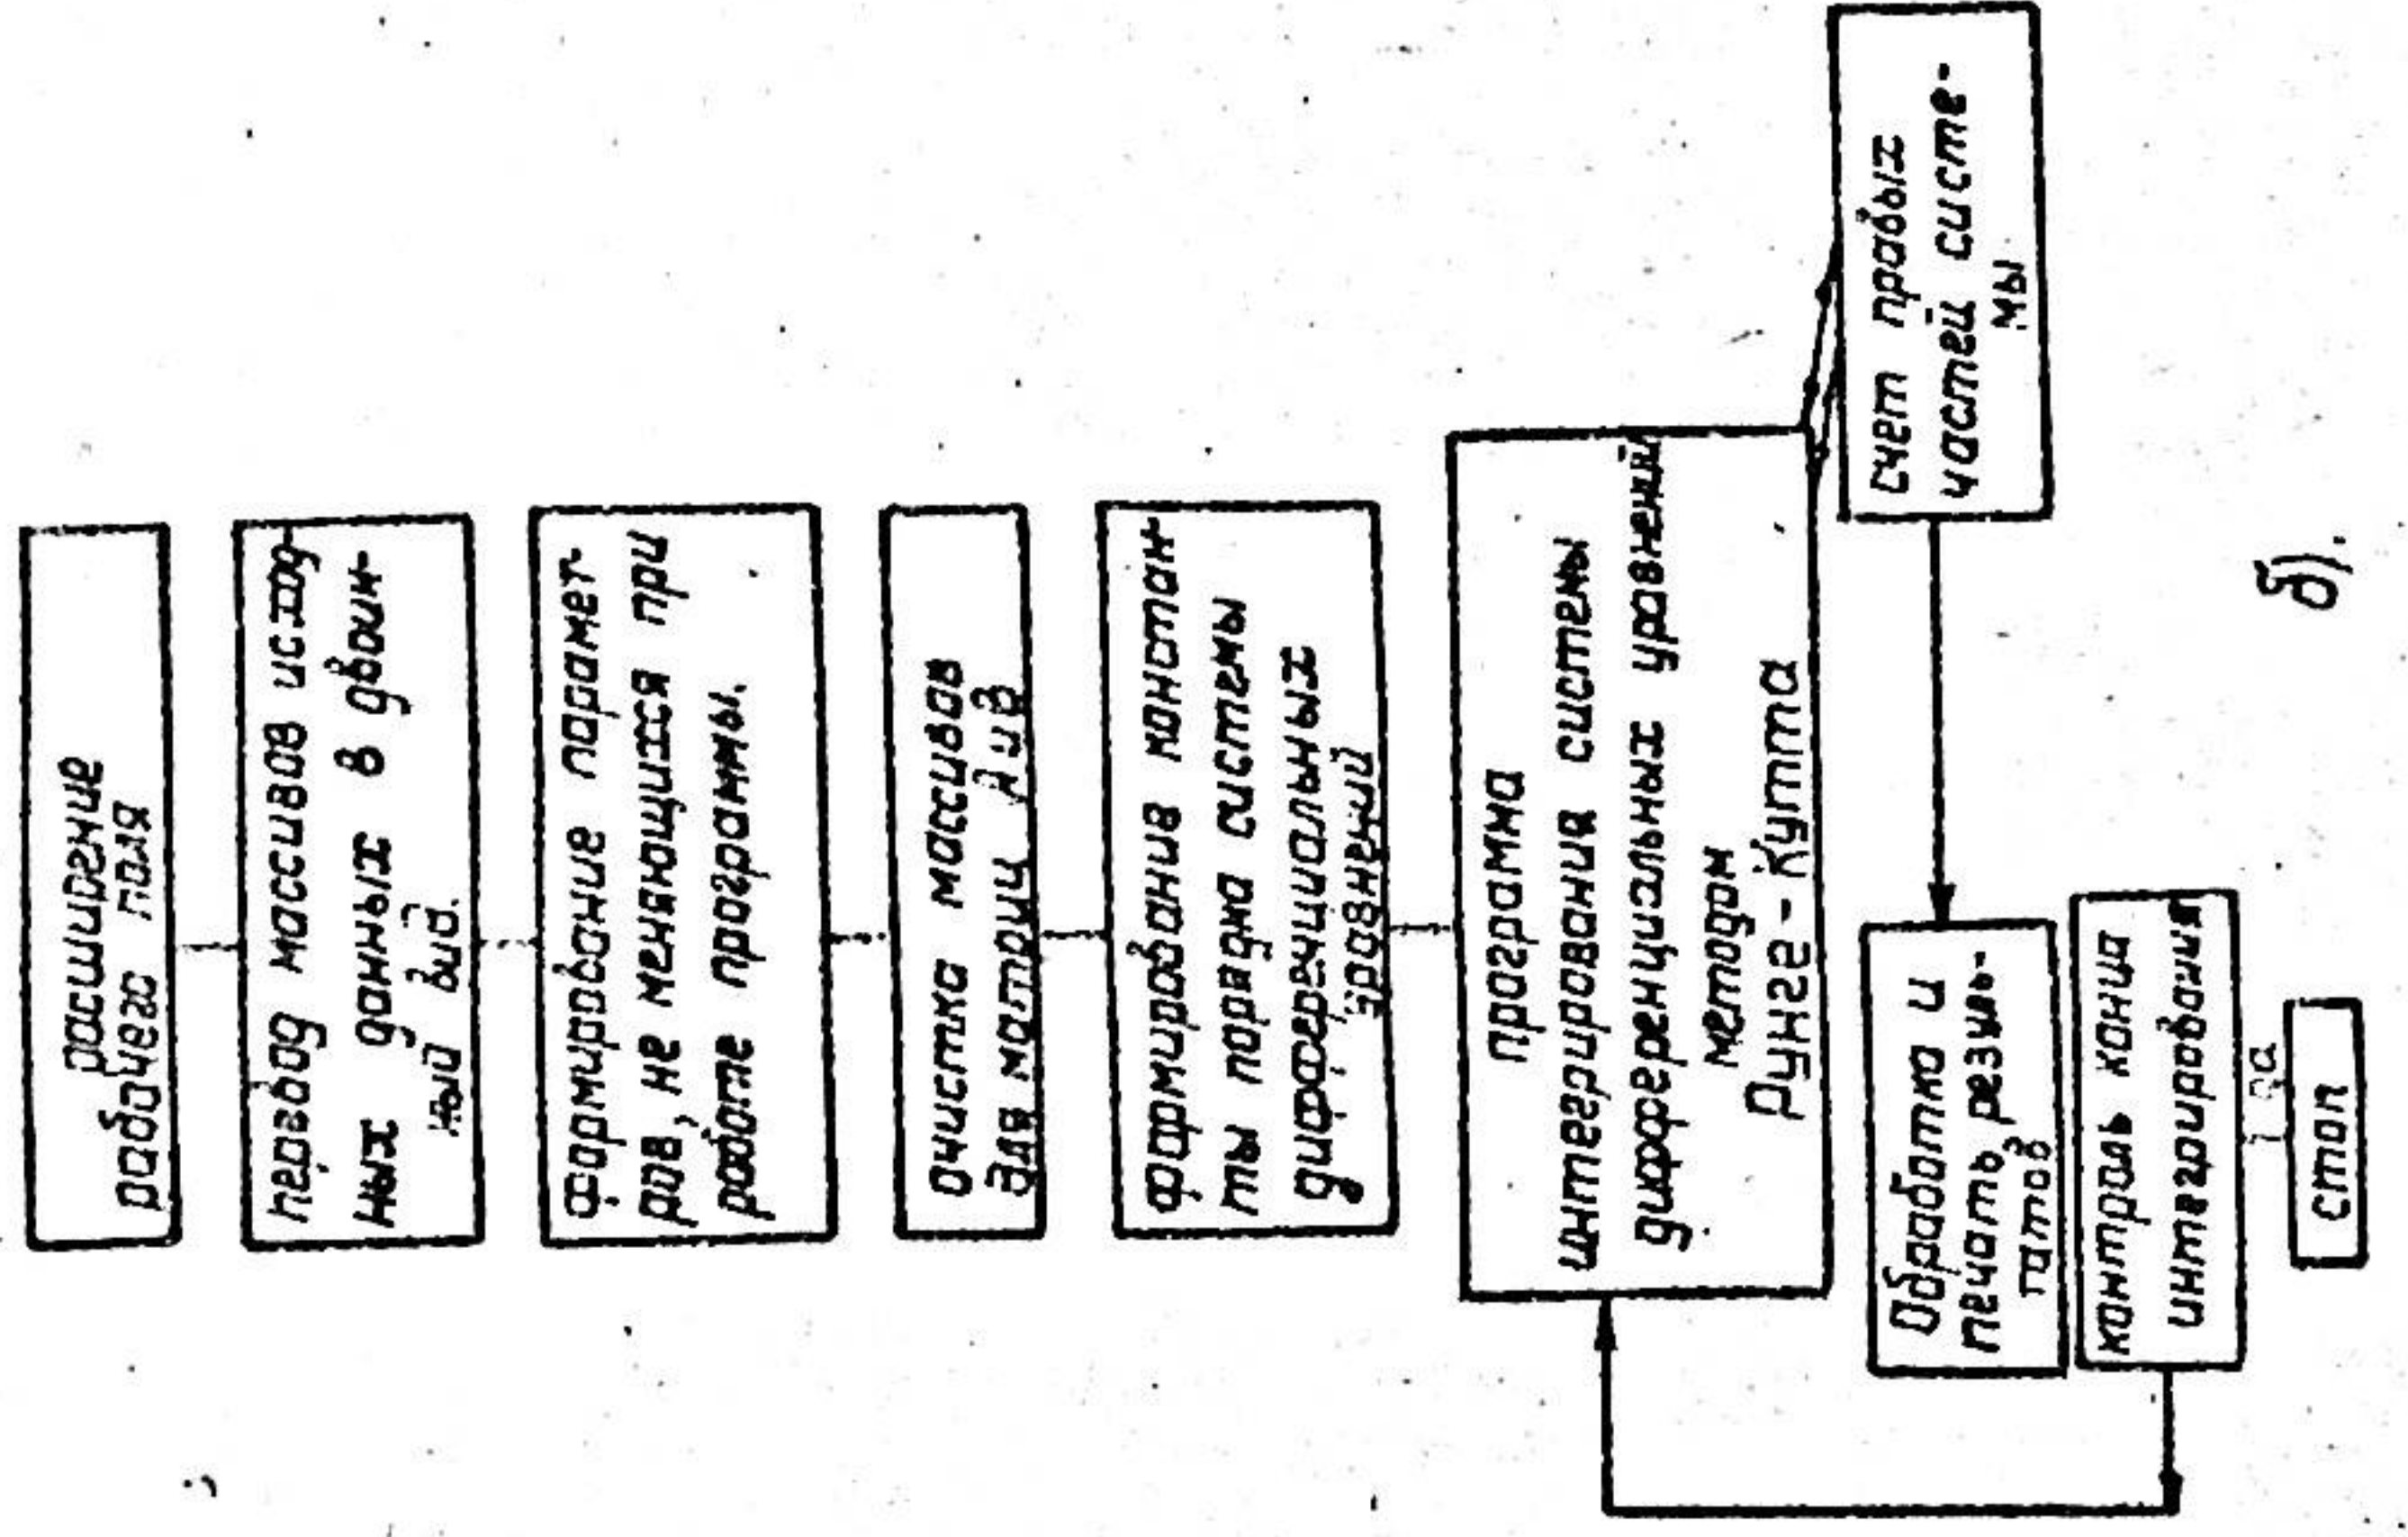 расширение
рабочего поля
перевод массивов исход-
ных данных в двоич-
ный вид.
формирование парамет-
ров, не меняющихся при
работе программы.
очистка массивов
для матриц А и В
формирование констан-
ты порядка системы
дифференциальных
уравнений
программа
интегрирования системы
дифференциальных уравнений
методом
Рунге - Кутта
счет правых
частей систе-
мы
Обработка и
печать резуль-
татов
контроль конца
интегрирования
да
стоп
б).